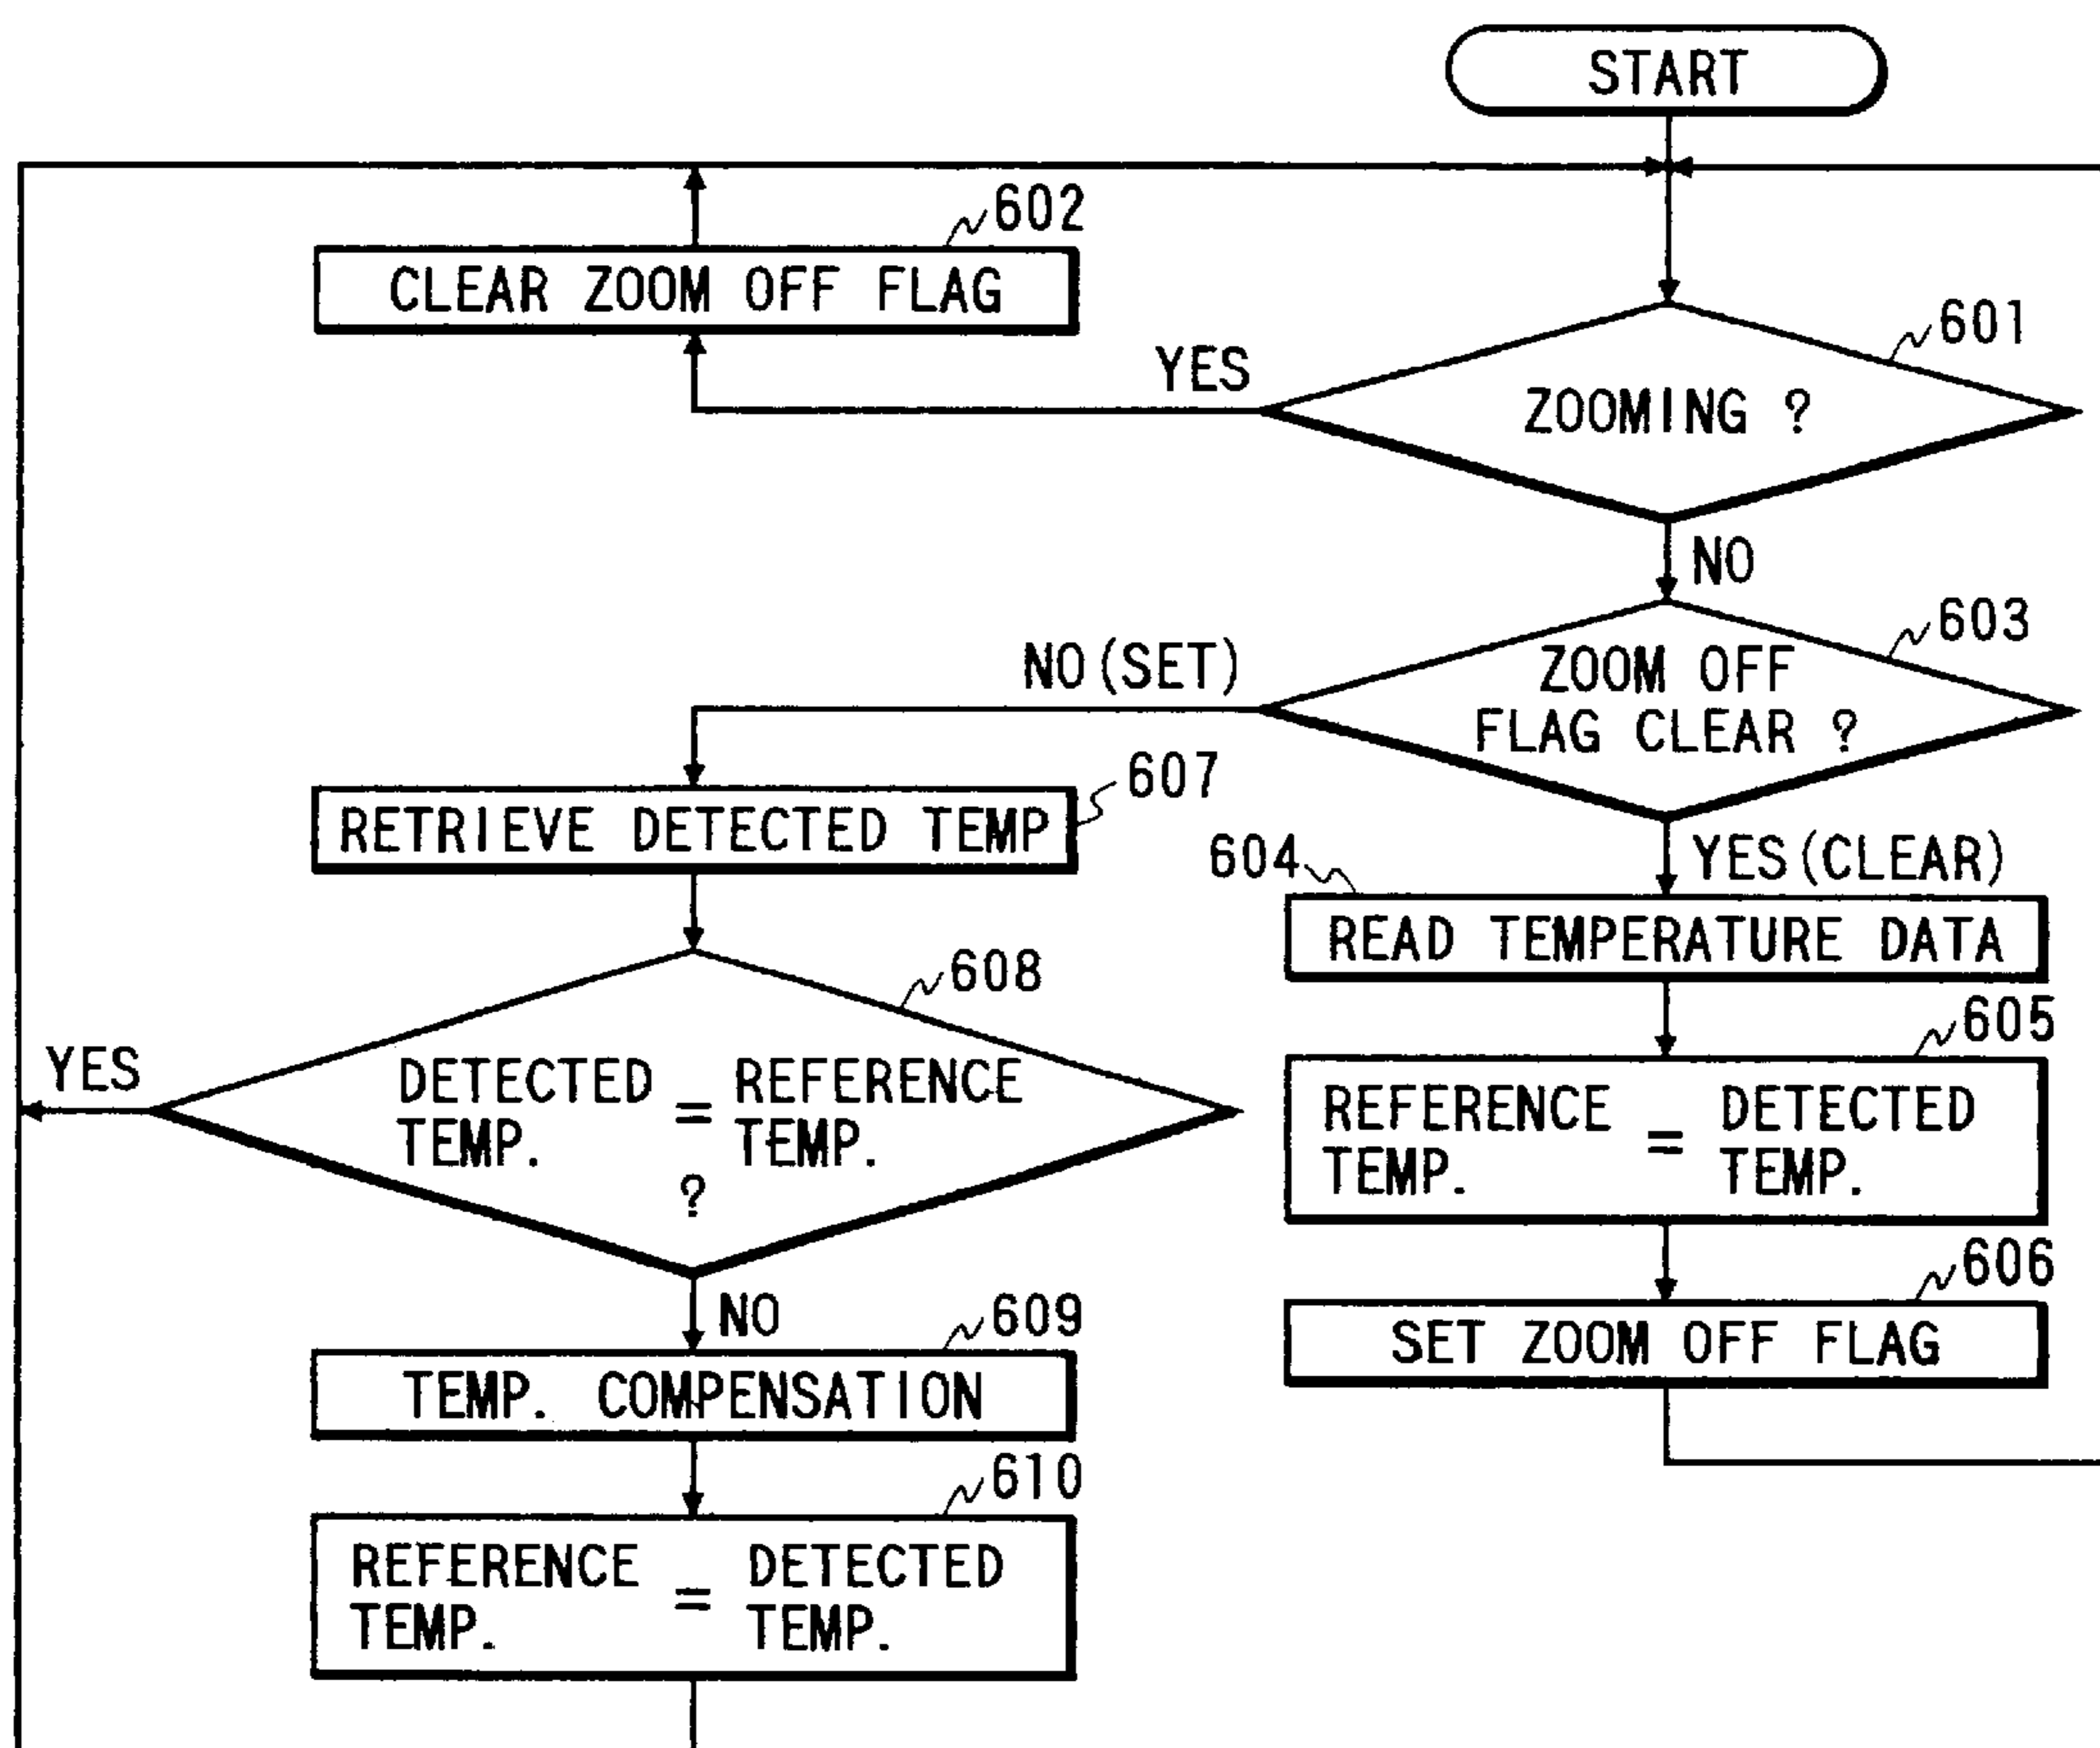 START
602
CLEAR ZOOM OFF FLAG
601
YES
ZOOMING ?
NO
603
NO(SET)
ZOOM OFF
FLAG CLEAR ?
607
RETRIEVE DETECTED TEMP
YES(CLEAR)
604
READ TEMPERATURE DATA
608
605
YES
DETECTED TEMP. = REFERENCE TEMP.
?
REFERENCE TEMP. = DETECTED TEMP.
606
NO
609
SET ZOOM OFF FLAG
TEMP. COMPENSATION
610
REFERENCE TEMP. = DETECTED TEMP.